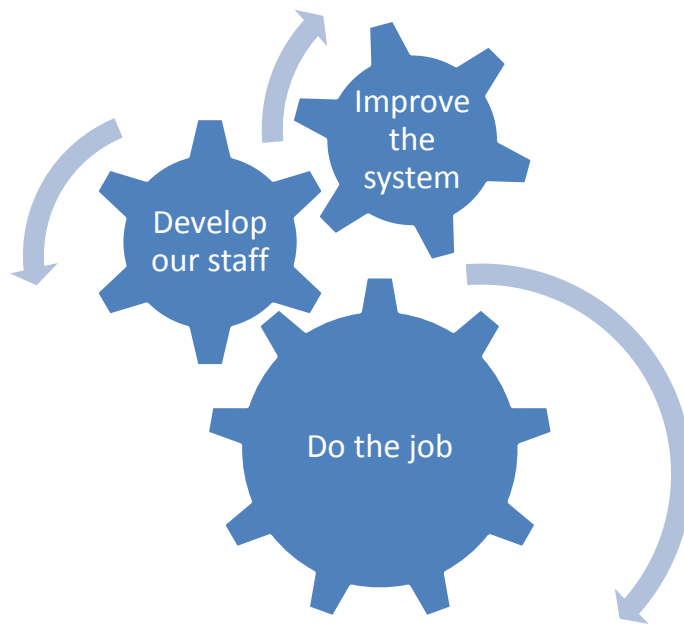 Improve
the
system
Develop
our staff
Do the job